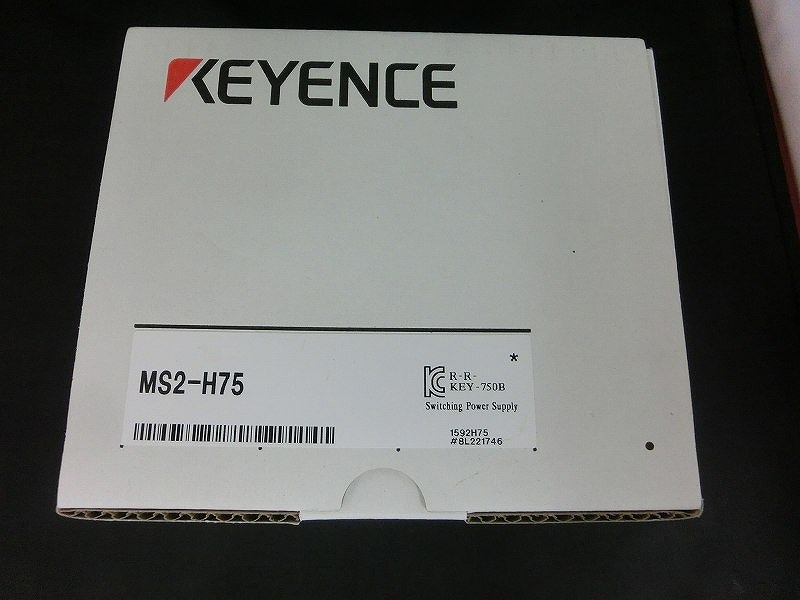 KEYENCE
*
MS2-H75
R-R-
KEY-750B
Switching Power Supply
1592H75
#8L221746